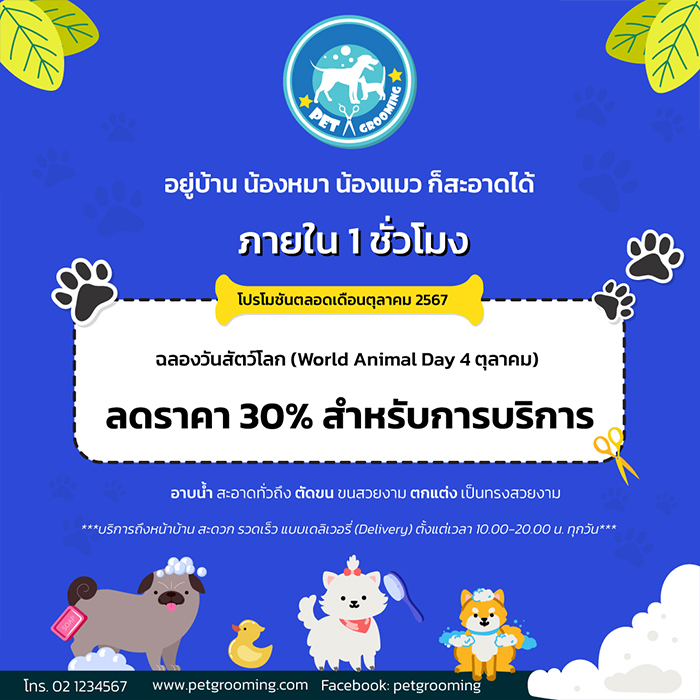 PET GROOMING
อยู่บ้าน น้องหมา น้องแมว ก็สะอาดได้
ภายใน 1 ชั่วโมง
โปรโมชันตลอดเดือนตุลาคม 2567
ฉลองวันสัตว์โลก (World Animal Day 4 ตุลาคม)
ลดราคา 30% สำหรับการบริการ
อาบน้ำ สะอาดทั่วถึง ตัดขน ขนสวยงาม ตกแต่ง เป็นทรงสวยงาม
***บริการถึงหน้าบ้าน สะดวก รวดเร็ว แบบเดลิเวอรี่ (Delivery) ตั้งแต่เวลา 10.00-20.00 น. ทุกวัน***
SOAP
โทร. 02 1234567 www.petgrooming.com Facebook: petgrooming